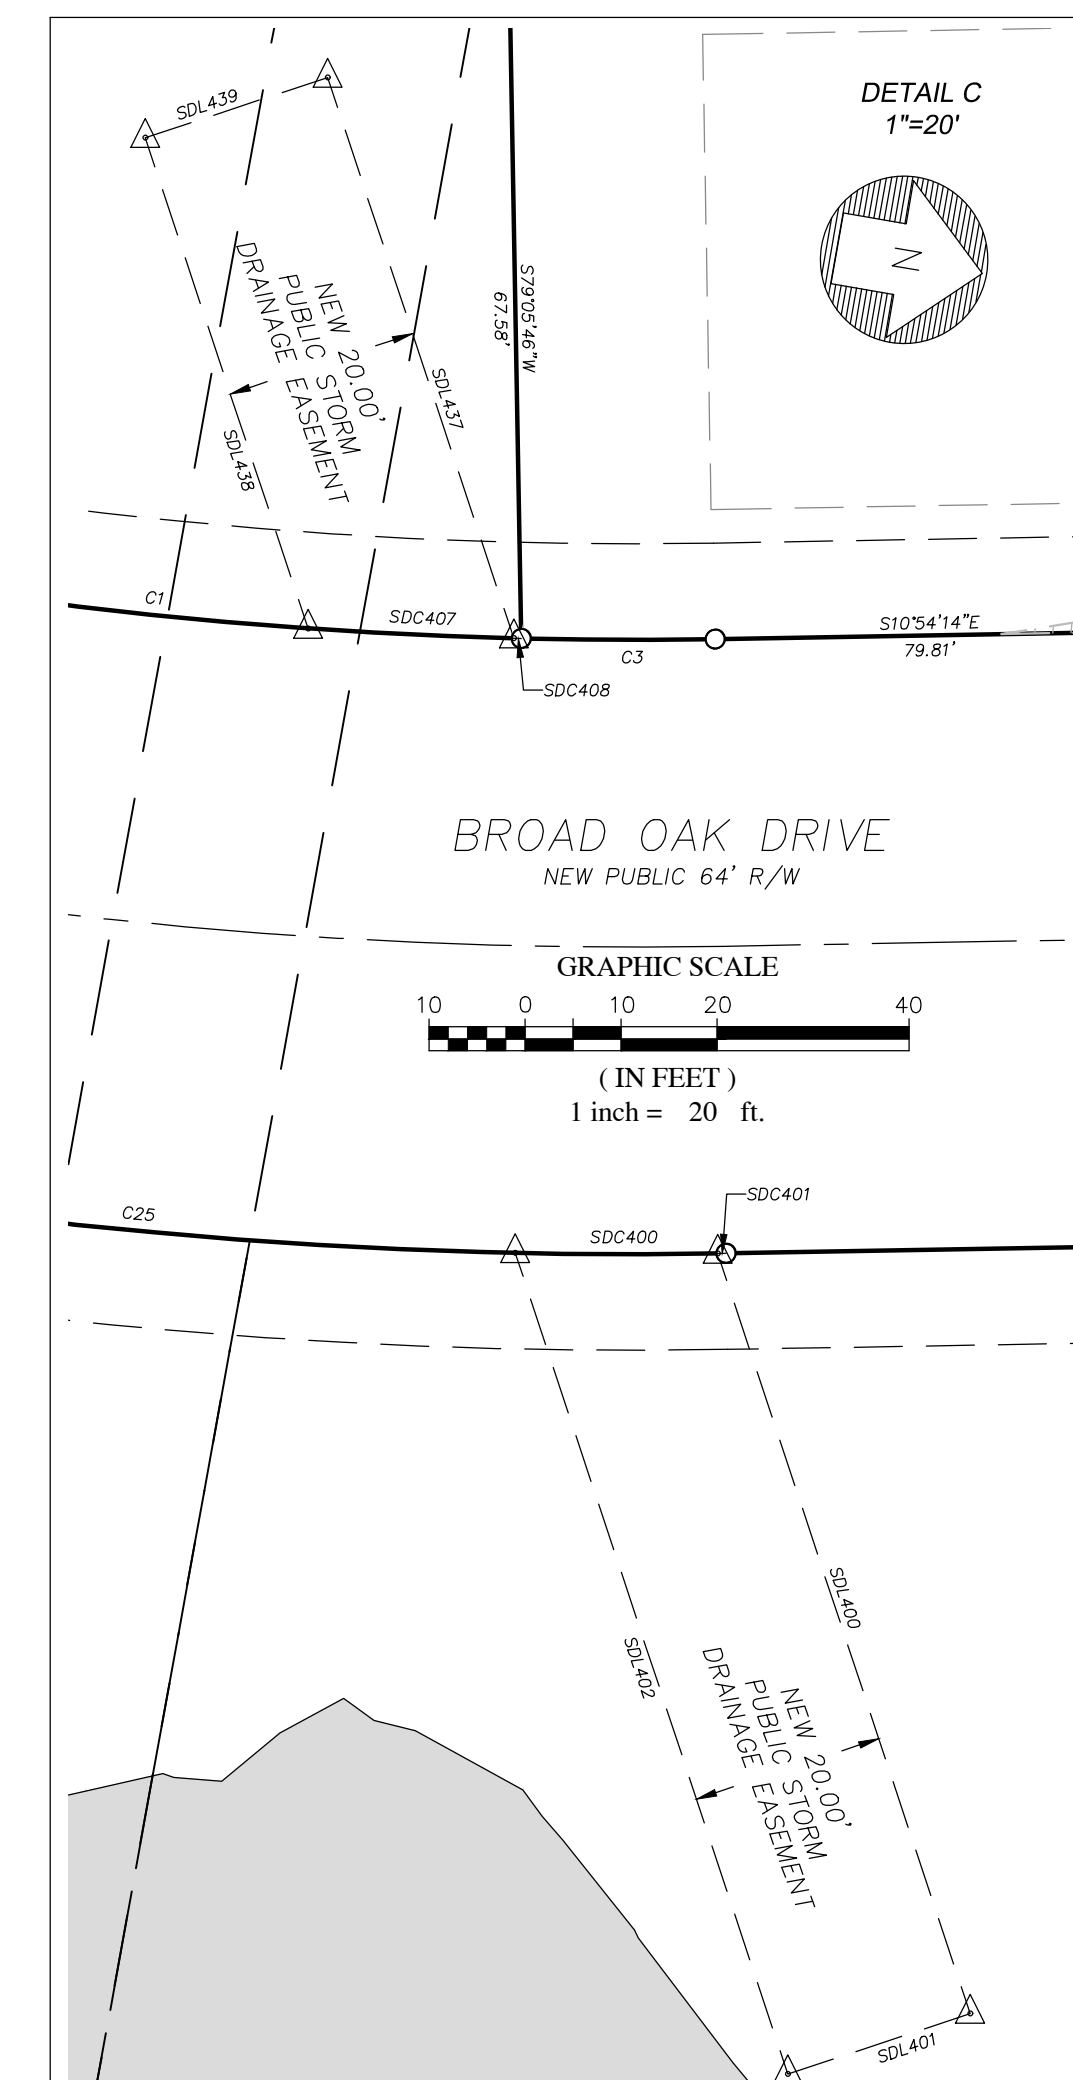 DETAIL C
1"=20'
N
SDL439
NEW 20.00'
PUBLIC STORM
DRAINAGE EASEMENT
S79°05'46"W
67.58'
SDL437
SDL438
C1
SDC407
S10°54'14"E
79.81'
C3
SDC408
BROAD OAK DRIVE
NEW PUBLIC 64' R/W
GRAPHIC SCALE
10 0 10 20 40
( IN FEET )
1 inch = 20 ft.
SDC401
C25
SDC400
SDL400
SDL402
NEW 20.00'
PUBLIC STORM
DRAINAGE EASEMENT
SDL401